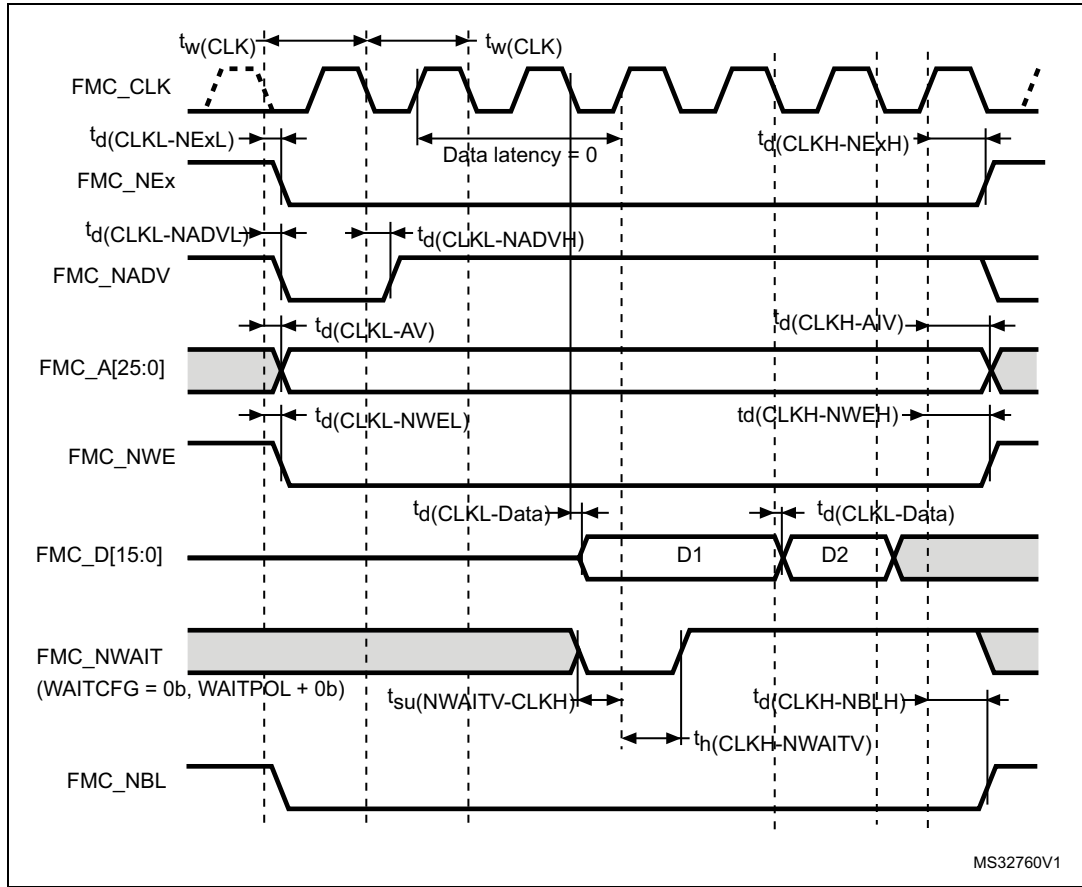 tw(CLK) tw(CLK)
FMC_CLK
td(CLKL-NExL) Data latency = 0 td(CLKH-NExH)
FMC_NEx
td(CLKL-NADVL) td(CLKL-NADVH)
FMC_NADV
td(CLKL-AV) td(CLKH-AIV)
FMC_A[25:0]
td(CLKL-NWEL) td(CLKH-NWEH)
FMC_NWE
td(CLKL-Data) td(CLKL-Data)
FMC_D[15:0] D1 D2
FMC_NWAIT
(WAITCFG = 0b, WAITPOL + 0b)
tsu(NWAITV-CLKH) td(CLKH-NBLH)
th(CLKH-NWAITV)
FMC_NBL
MS32760V1